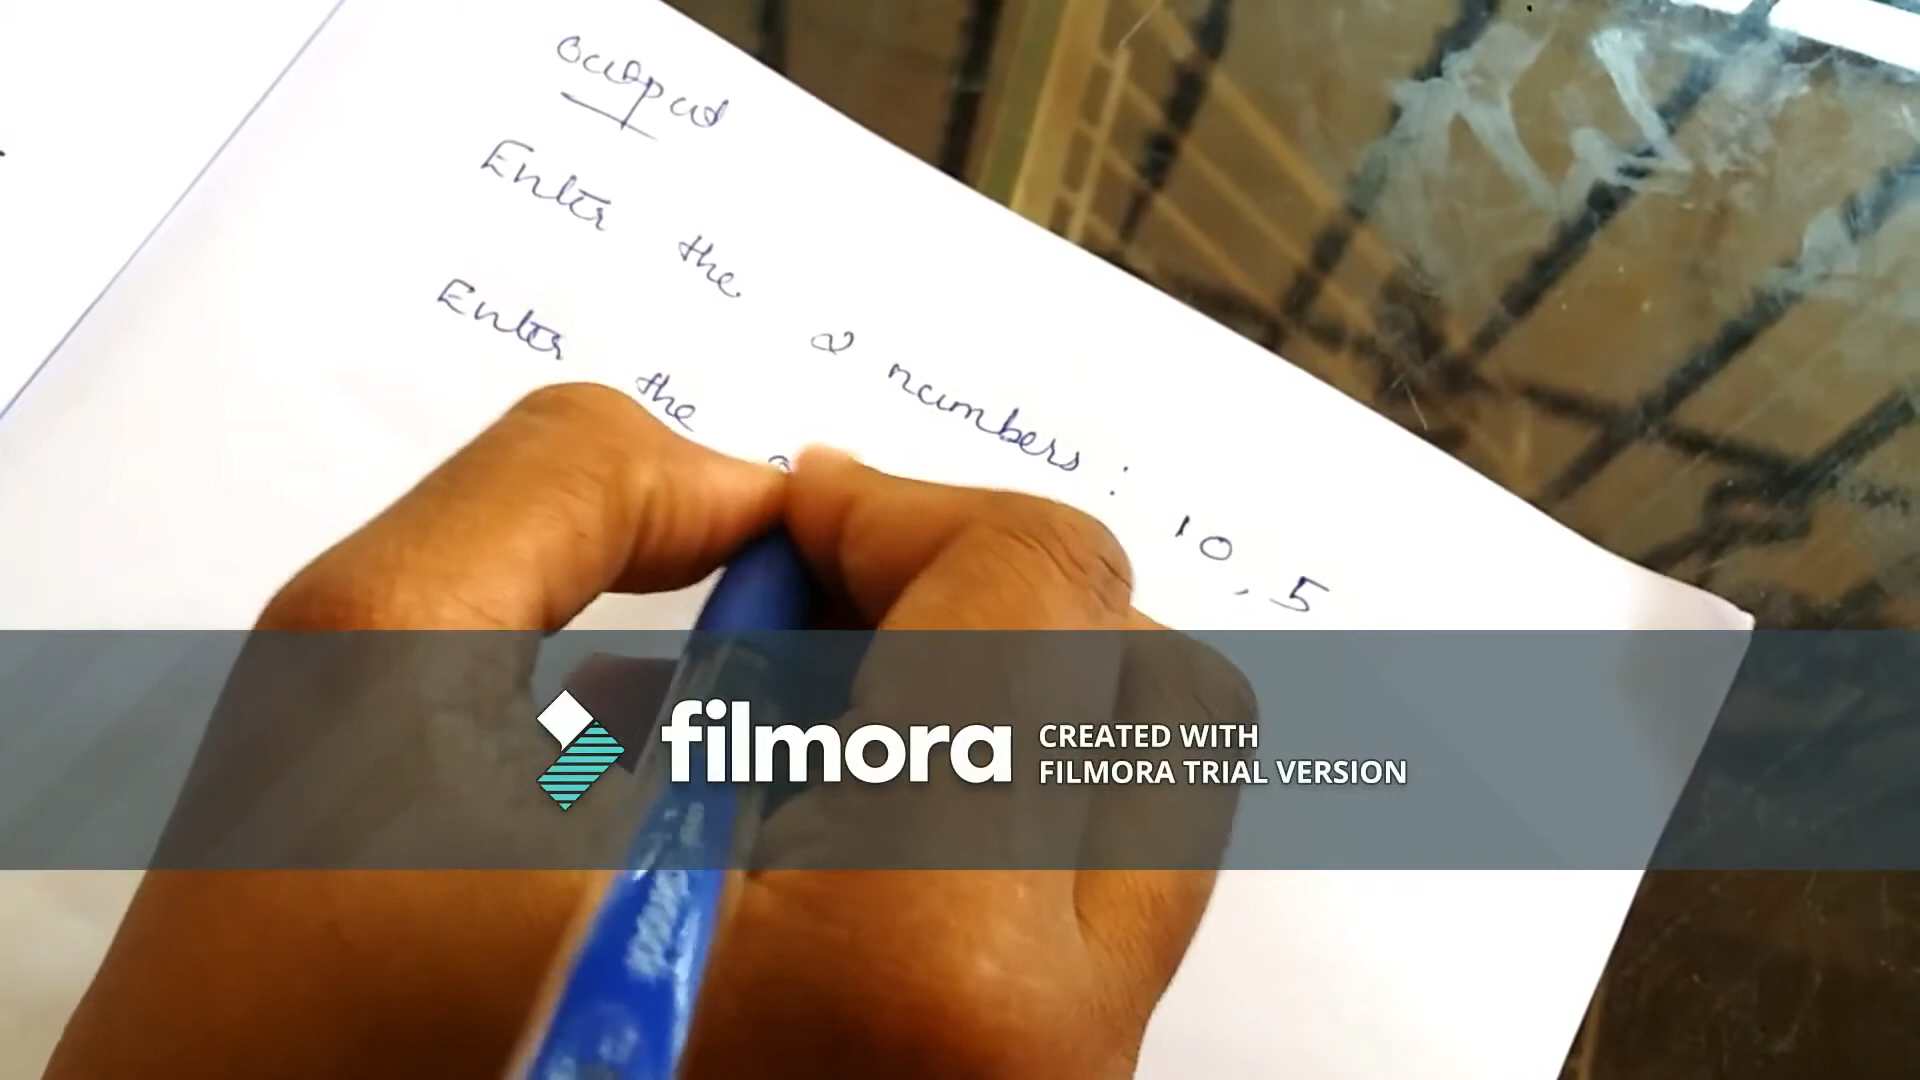 Output
Enter the 2 numbers : 10, 5
Enter the
filmora CREATED WITH
FILMORA TRIAL VERSION